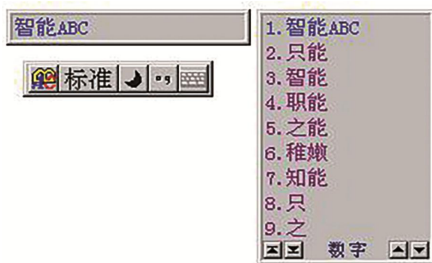 智能ABC
标准
1.智能ABC
2.只能
3.智能
4.职能
5.之能
6.稚嫩
7.知能
8.只
9.之
数字